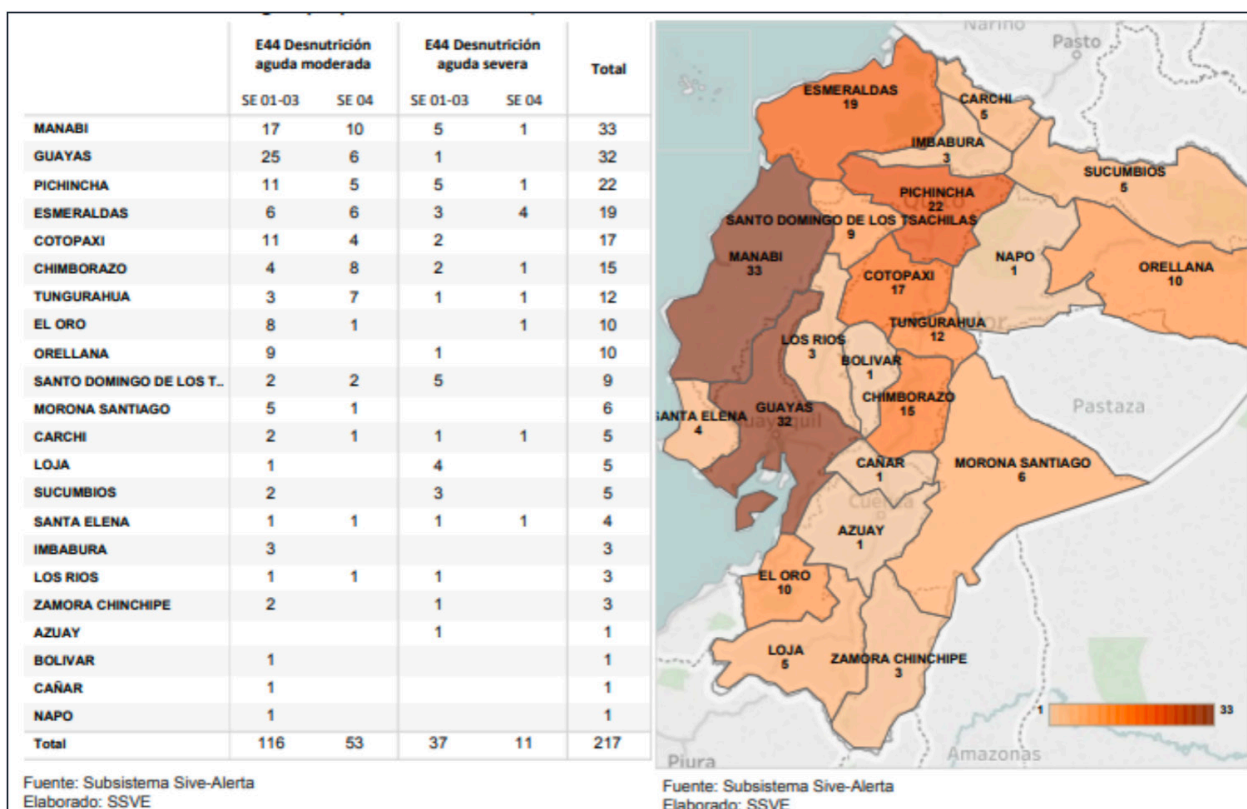 E44 Desnutrición aguda moderada E44 Desnutrición aguda severa Total
SE 01-03 SE 04 SE 01-03 SE 04
MANABI 17 10 5 1 33
GUAYAS 25 6 1 32
PICHINCHA 11 5 5 1 22
ESMERALDAS 6 6 3 4 19
COTOPAXI 11 4 2 17
CHIMBORAZO 4 8 2 1 15
TUNGURAHUA 3 7 1 1 12
EL ORO 8 1 1 10
ORELLANA 9 1 10
SANTO DOMINGO DE LOS T.. 2 2 5 9
MORONA SANTIAGO 5 1 6
CARCHI 2 1 1 1 5
LOJA 1 4 5
SUCUMBIOS 2 3 5
SANTA ELENA 1 1 1 1 4
IMBABURA 3 3
LOS RIOS 1 1 1 3
ZAMORA CHINCHIPE 2 1 3
AZUAY 1 1
BOLIVAR 1 1
CAÑAR 1 1
NAPO 1 1
Total 116 53 37 11 217
Fuente: Subsistema Sive-Alerta
Elaborado: SSVE
Nariño
Pasto
ESMERALDAS
19
CARCHI
5
IMBABURA
3
SUCUMBIOS
5
PICHINCHA
22
Quito
SANTO DOMINGO DE LOS TSACHILAS
9
MANABI
33
NAPO
1
ORELLANA
10
COTOPAXI
17
TUNGURAHUA
12
LOS RIOS
3
BOLIVAR
1
CHIMBORAZO
15
Pastaza
SANTA ELENA
4
GUAYAS
32
CAÑAR
1
MORONA SANTIAGO
6
Cuenca
AZUAY
1
EL ORO
10
LOJA
5
ZAMORA CHINCHIPE
3
1 33
Piura
Amazonas
Fuente: Subsistema Sive-Alerta
Elaborado: SSVE